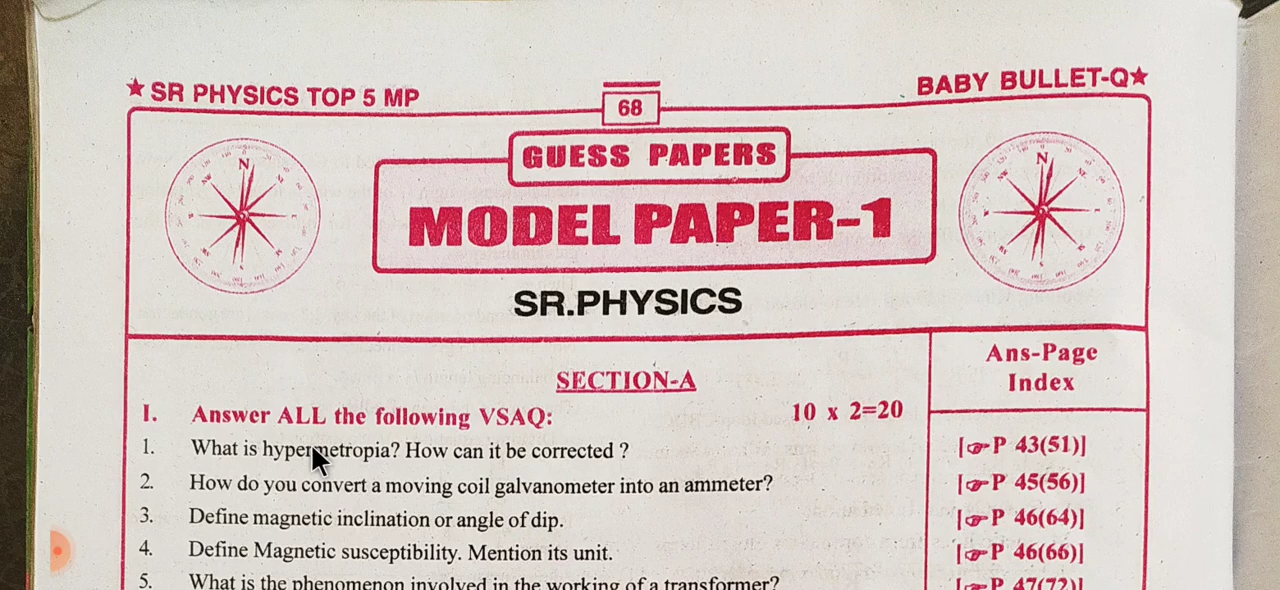 ★ SR PHYSICS TOP 5 MP
68
BABY BULLET-Q★
GUESS PAPERS
MODEL PAPER-1
SR.PHYSICS
SECTION-A
Ans-Page
Index
I. Answer ALL the following VSAQ: 10 x 2=20
1. What is hypermetropia? How can it be corrected ? [☞P 43(51)]
2. How do you convert a moving coil galvanometer into an ammeter? [☞P 45(56)]
3. Define magnetic inclination or angle of dip. [☞P 46(64)]
4. Define Magnetic susceptibility. Mention its unit. [☞P 46(66)]
5. What is the phenomenon involved in the working of a transformer? [☞P 47(72)]